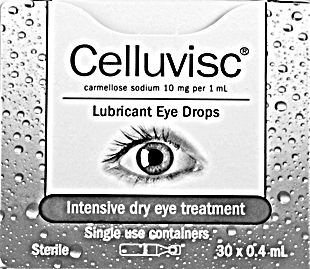 Celluvisc®
carmellose sodium 10 mg per 1 mL
Lubricant Eye Drops
Intensive dry eye treatment
Single use containers
Sterile
30 x 0.4 mL